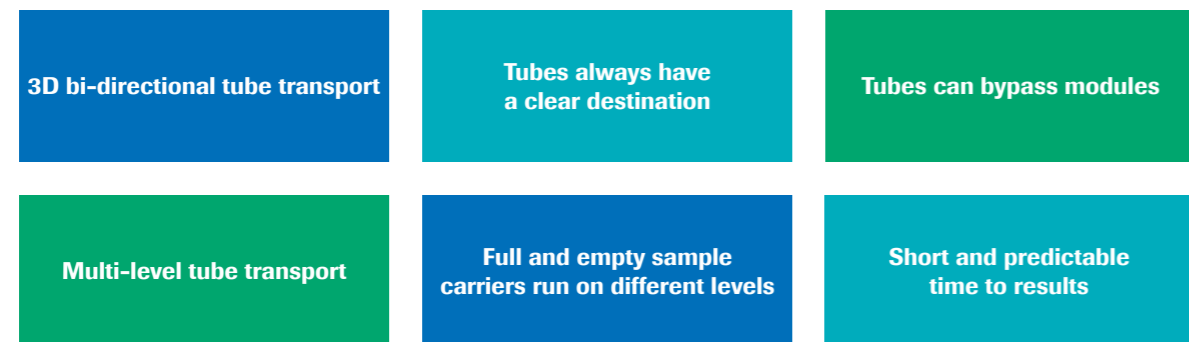 3D bi-directional tube transport
Tubes always have
a clear destination
Tubes can bypass modules
Multi-level tube transport
Full and empty sample
carriers run on different levels
Short and predictable
time to results